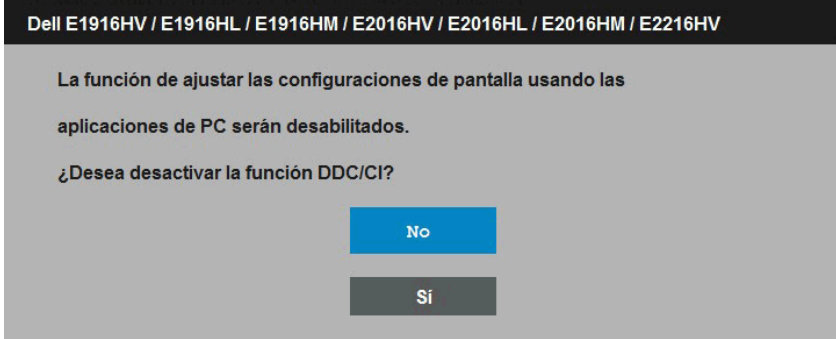 Dell E1916HV / E1916HL / E1916HM / E2016HV / E2016HL / E2016HM / E2216HV
La función de ajustar las configuraciones de pantalla usando las
aplicaciones de PC serán desabilitados.
¿Desea desactivar la función DDC/CI?
No
Sí